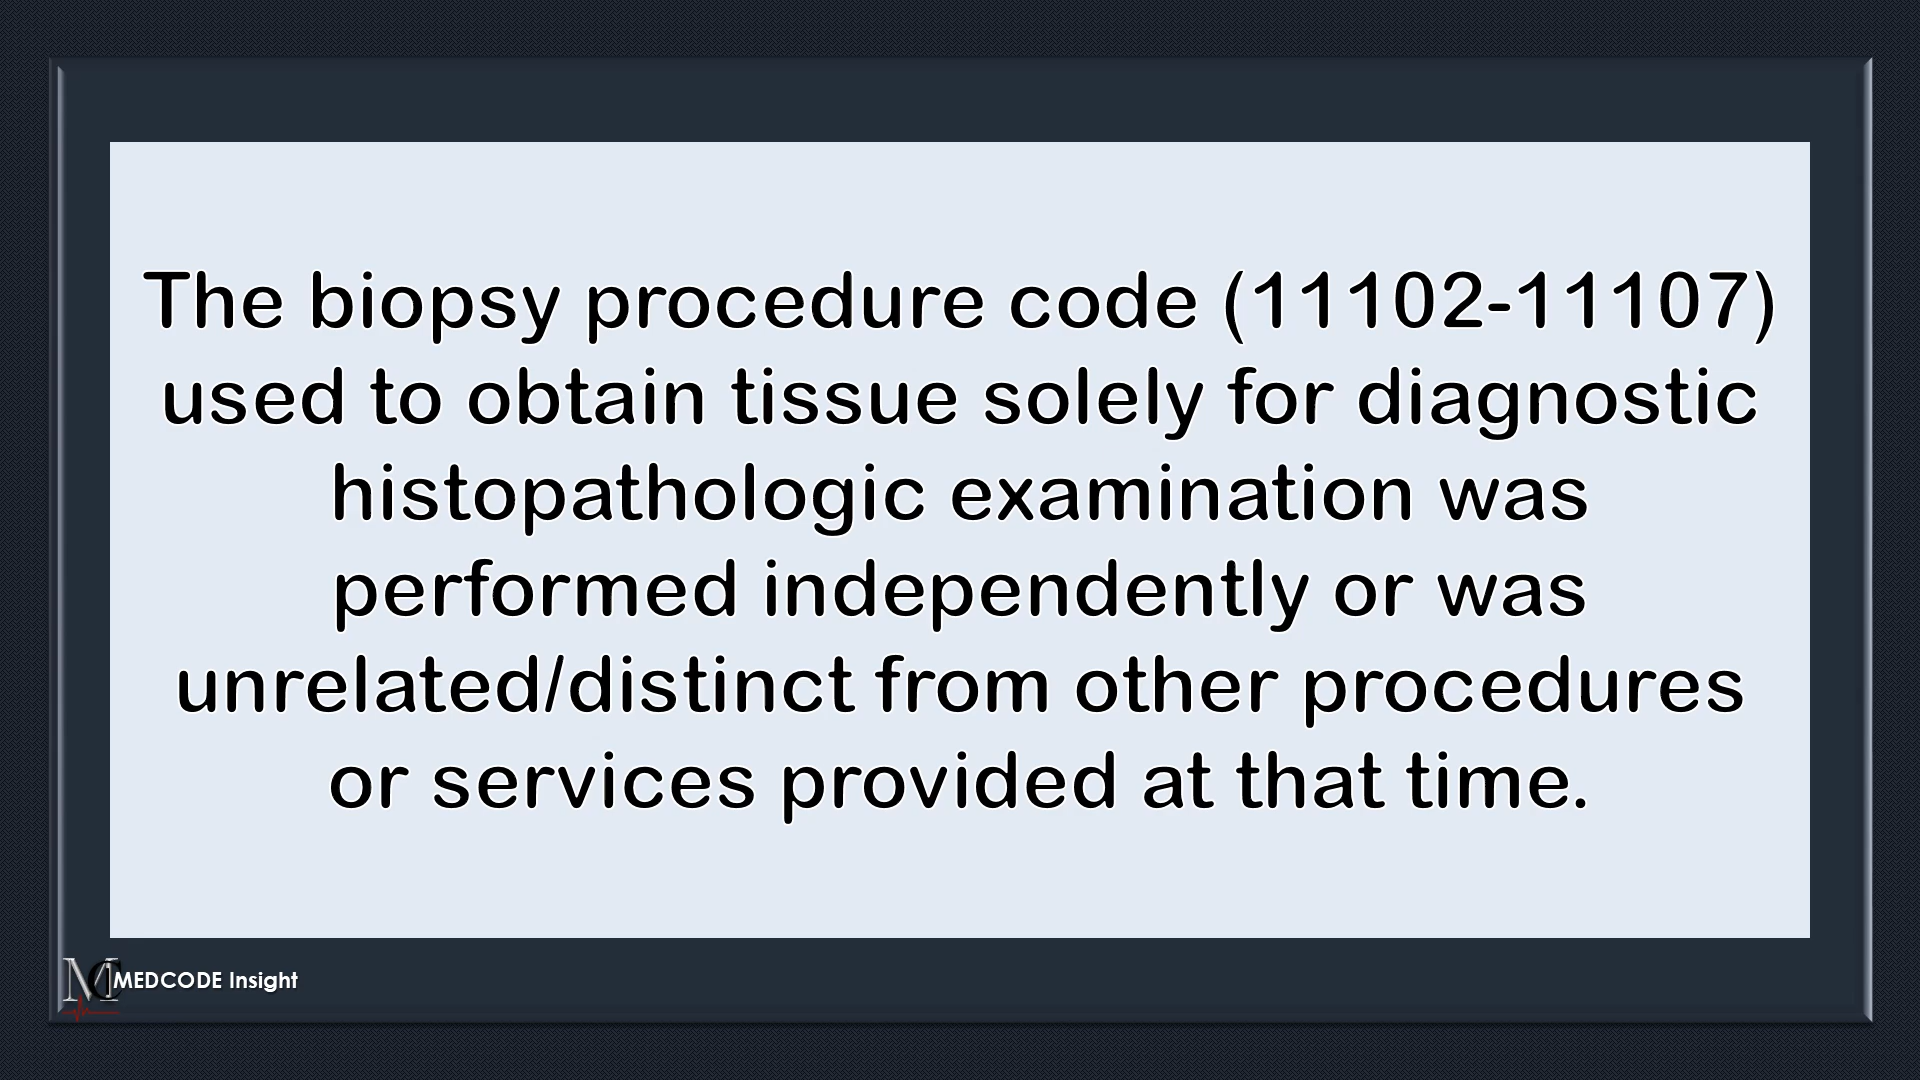 The biopsy procedure code (11102-11107)
used to obtain tissue solely for diagnostic
histopathologic examination was
performed independently or was
unrelated/distinct from other procedures
or services provided at that time.
MC MEDCODE Insight